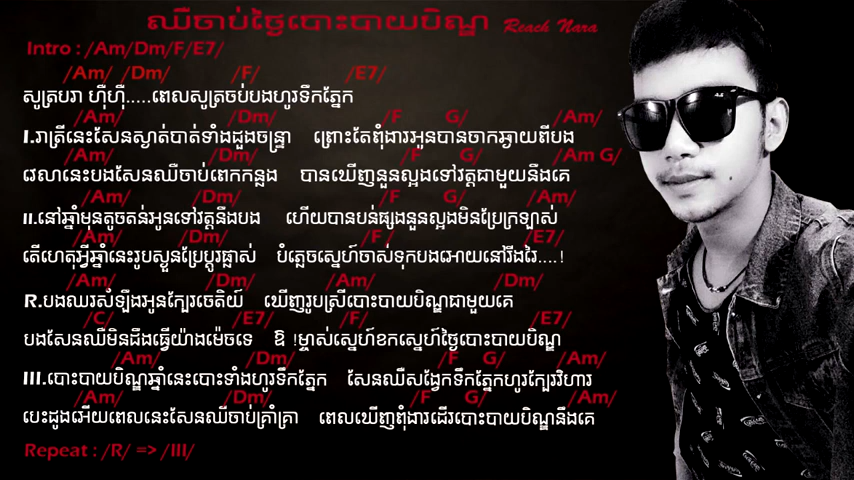 ឈឺចាប់ថ្ងៃបោះបាយបិណ្ឌ Reach Nara
Intro : /Am/Dm/F/E7/
/Am/ /Dm/ /F/ /E7/
សូត្របរា ហ៊ឺហ៊ឺ.....ពេលសូត្រចប់បងហូរទឹកភ្នែក
/Am/ /Dm/ /F G/ /Am/
I.រាត្រីនេះសែនស្ងាត់បាត់ទាំងដួងចន្ទ្រា ព្រោះតែពុំងារអូនបានចាកឆ្ងាយពីបង
/Am/ /Dm/ /F G/ /Am G/
វេលានេះបងសែនឈឺចាប់ពេកកន្លង បានឃើញនួនល្អងទៅវត្តជាមួយនឹងគេ
/Am/ /Dm/ /F G/ /Am/
II.នៅឆ្នាំមុនតូចតន់អូនទៅវត្តនឹងបង ហើយបានបន់ផ្សងនួនល្អងមិនប្រែក្រឡាស់
/Am/ /Dm/ /F / /E7/
តើហេតុអ្វីឆ្នាំនេះរូបស្ងួនប្រែប្តូរផ្លាស់ បំភ្លេចស្នេហ៍ចាស់ទុកបងអោយនៅរីងរៃ....!
/Am/ /Dm/ /Am/ /Dm/
R.បងឈរសំឡឹងអូនក្បែរចេតិយ៍ ឃើញរូបស្រីបោះបាយបិណ្ឌជាមួយគេ
/C/ /E7/ /F/ /E7/
បងសែនឈឺមិនដឹងធ្វើយ៉ាងម៉េចទេ ឱ !ម្ចាស់ស្នេហ៍ខកស្នេហ៍ថ្ងៃបោះបាយបិណ្ឌ
/Am/ /Dm/ /F G/ /Am/
III.បោះបាយបិណ្ឌឆ្នាំនេះបោះទាំងហូរទឹកភ្នែក សែនឈឺសង្វែកទឹកភ្នែកហូរក្បែរវិហារ
/Am/ /Dm/ /F G/ /Am/
បេះដូងអើយពេលនេះសែនឈឺចាប់គ្រាំគ្រា ពេលឃើញពុំងារដើរបោះបាយបិណ្ឌនឹងគេ
Repeat : /R/ => /III/